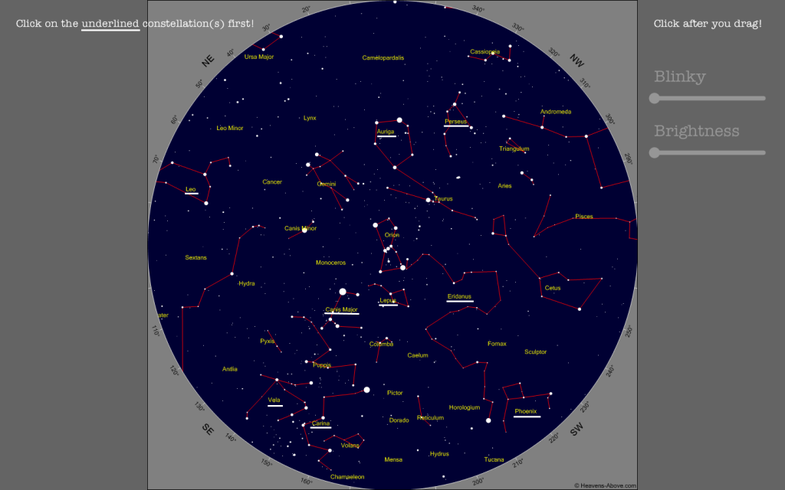 Click on the underlined constellation(s) first!
Click after you drag!
Blinky
Brightness
20°
340°
30°
330°
40°
320°
50°
310°
60°
300°
70°
290°
NE
NW
Ursa Major
Camelopardalis
Cassiopeia
Leo Minor
Lynx
Auriga
Perseus
Andromeda
Triangulum
Leo
Cancer
Gemini
Taurus
Aries
Pisces
Canis Minor
Orion
Sextans
Monoceros
Hydra
Cetus
Lepus
Eridanus
Canis Major
ater
Pyxis
Columba
Caelum
Fornax
Sculptor
Antlia
Puppis
Pictor
Vela
Carina
Dorado
Reticulum
Horologium
Phoenix
Volans
Mensa
Hydrus
Tucana
Chamaeleon
110°
250°
120°
240°
130°
230°
SE
SW
140°
220°
150°
210°
160°
200°
© Heavens-Above.com